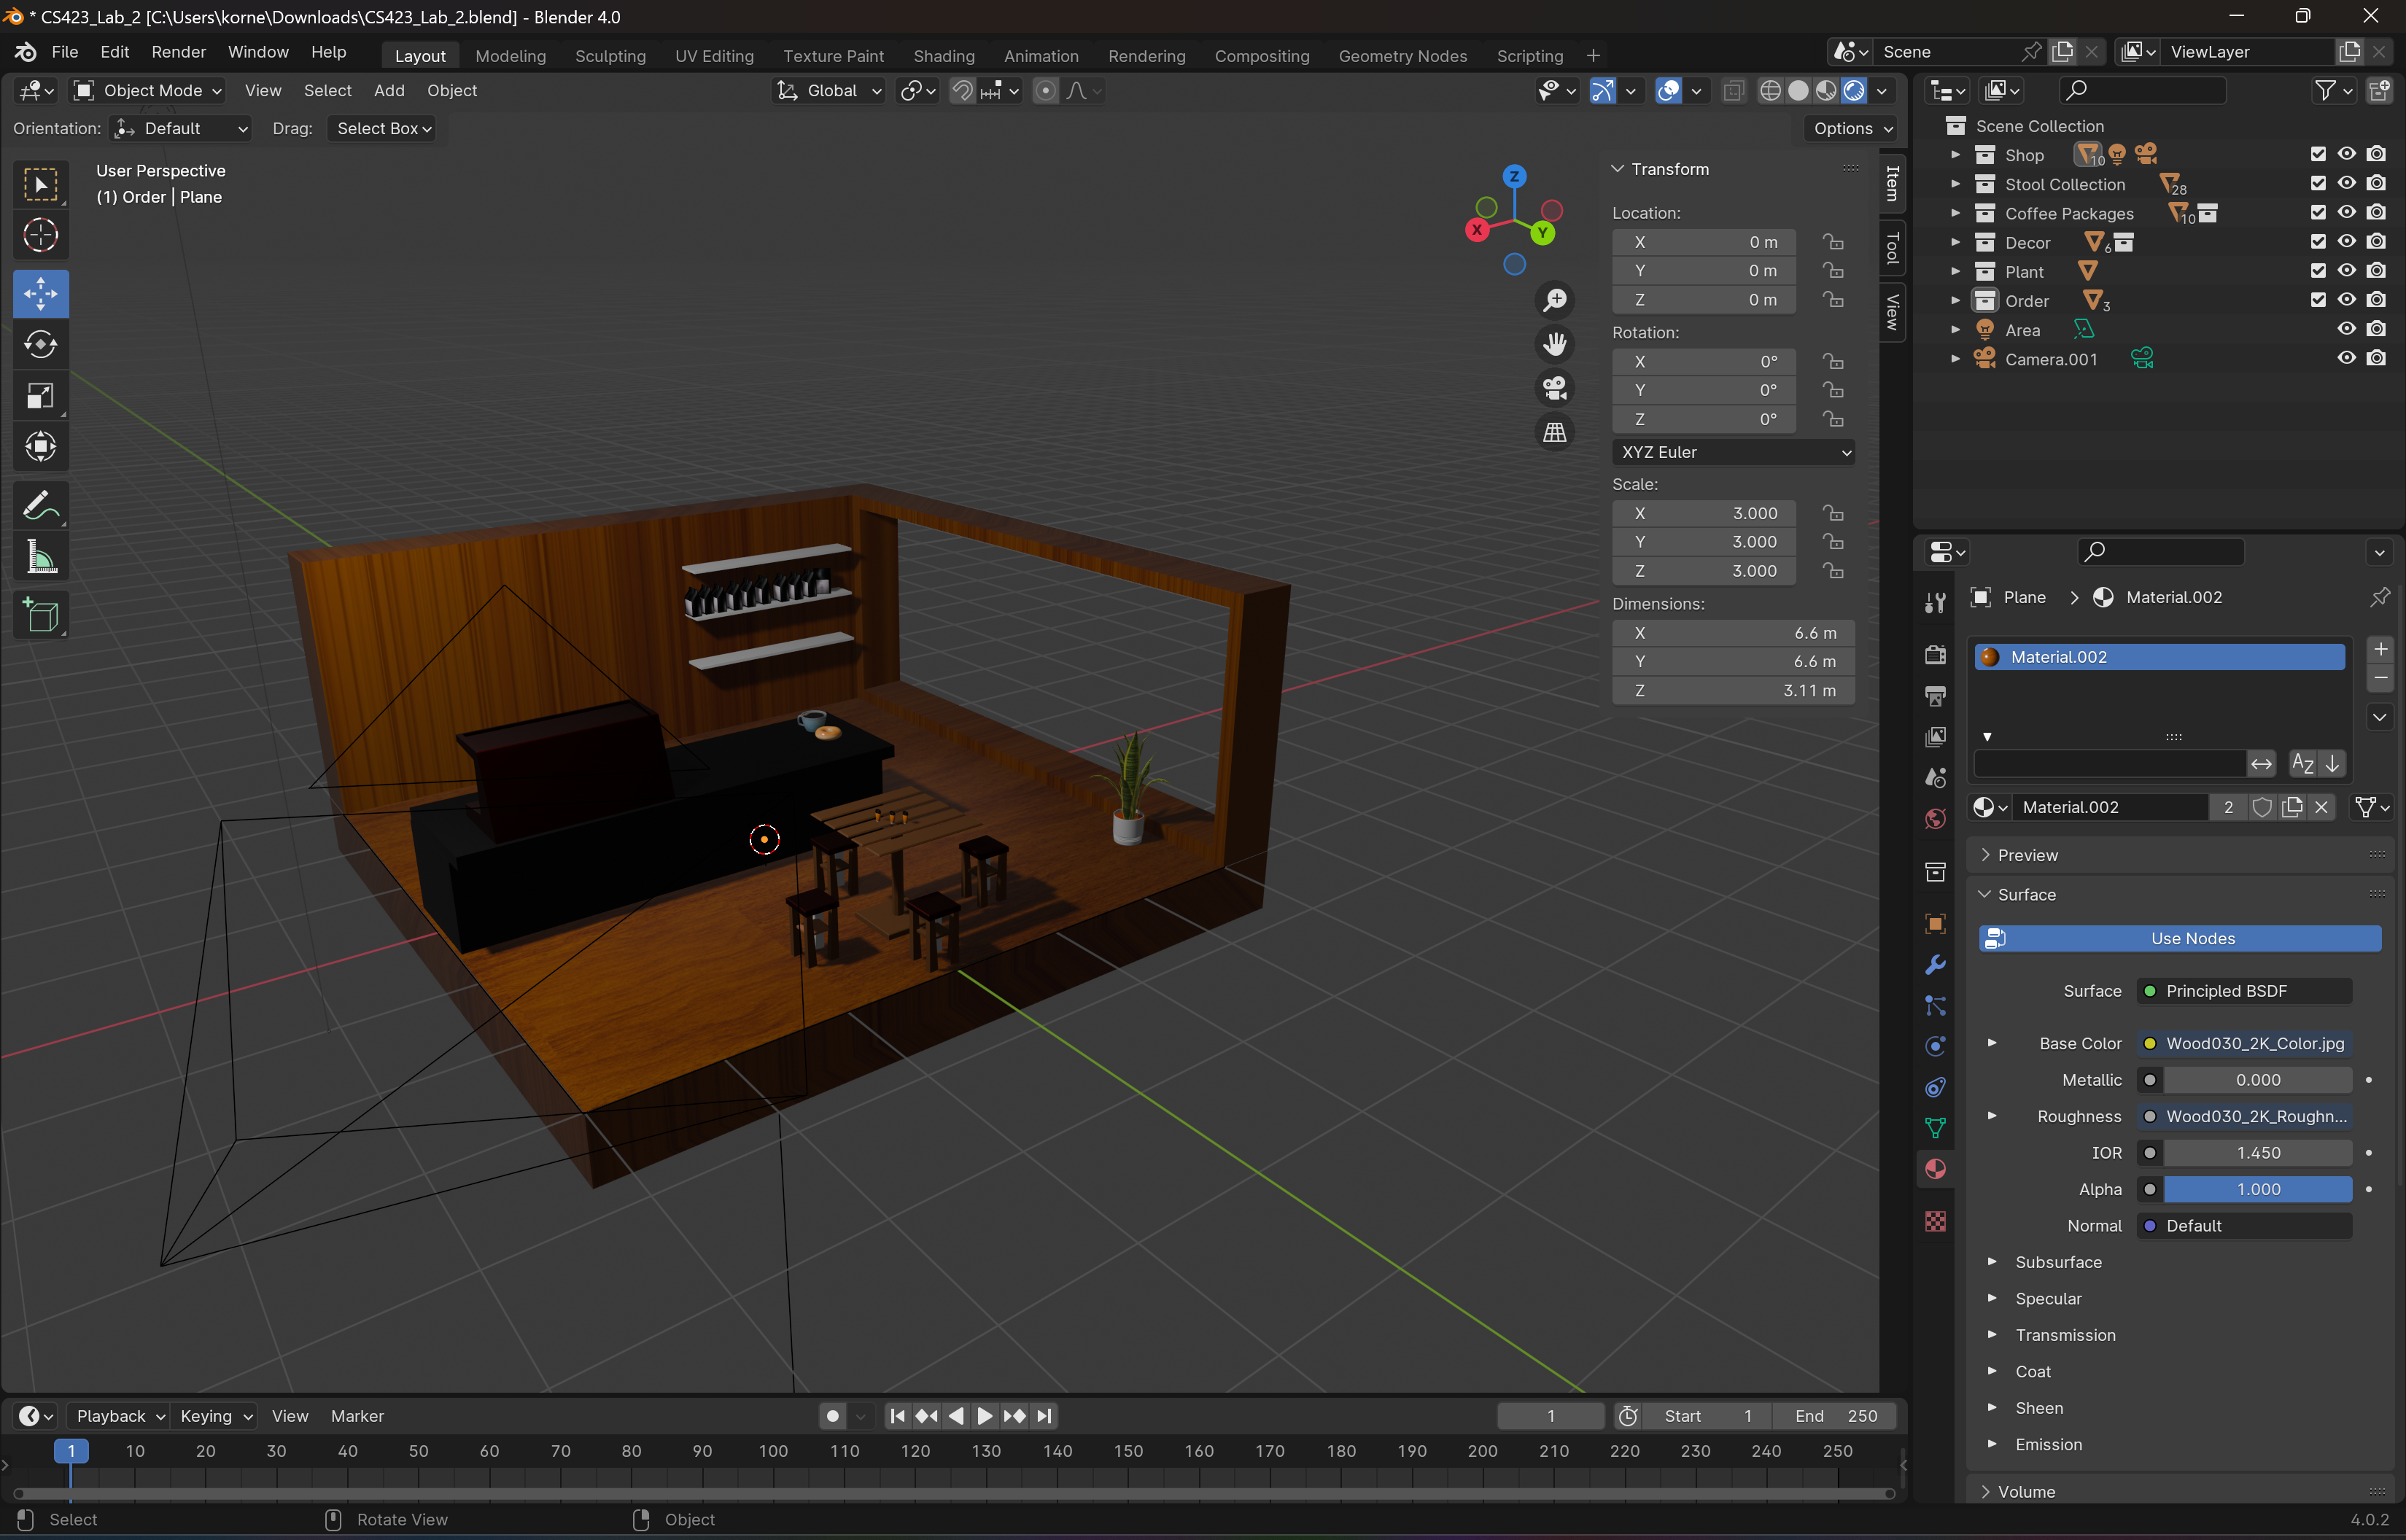 * CS423_Lab_2 [C:\Users\korne\Downloads\CS423_Lab_2.blend] - Blender 4.0
File Edit Render Window Help Layout Modeling Sculpting UV Editing Texture Paint Shading Animation Rendering Compositing Geometry Nodes Scripting + Scene ViewLayer
Object Mode View Select Add Object Global
Orientation: Default Drag: Select Box Options
User Perspective
(1) Order | Plane
Z
X
Y
Transform
Location:
X 0 m
Y 0 m
Z 0 m
Rotation:
X 0°
Y 0°
Z 0°
XYZ Euler
Scale:
X 3.000
Y 3.000
Z 3.000
Dimensions:
X 6.6 m
Y 6.6 m
Z 3.11 m
Item
Tool
View
Scene Collection
Shop 10
Stool Collection 28
Coffee Packages 10
Decor 6
Plant
Order 3
Area
Camera.001
Plane > Material.002
Material.002
AZ
Material.002 2
Preview
Surface
Use Nodes
Surface Principled BSDF
Base Color Wood030_2K_Color.jpg
Metallic 0.000
Roughness Wood030_2K_Roughn...
IOR 1.450
Alpha 1.000
Normal Default
Subsurface
Specular
Transmission
Coat
Sheen
Emission
Volume
Playback Keying View Marker 1 Start 1 End 250
1 10 20 30 40 50 60 70 80 90 100 110 120 130 140 150 160 170 180 190 200 210 220 230 240 250
Select Rotate View Object 4.0.2